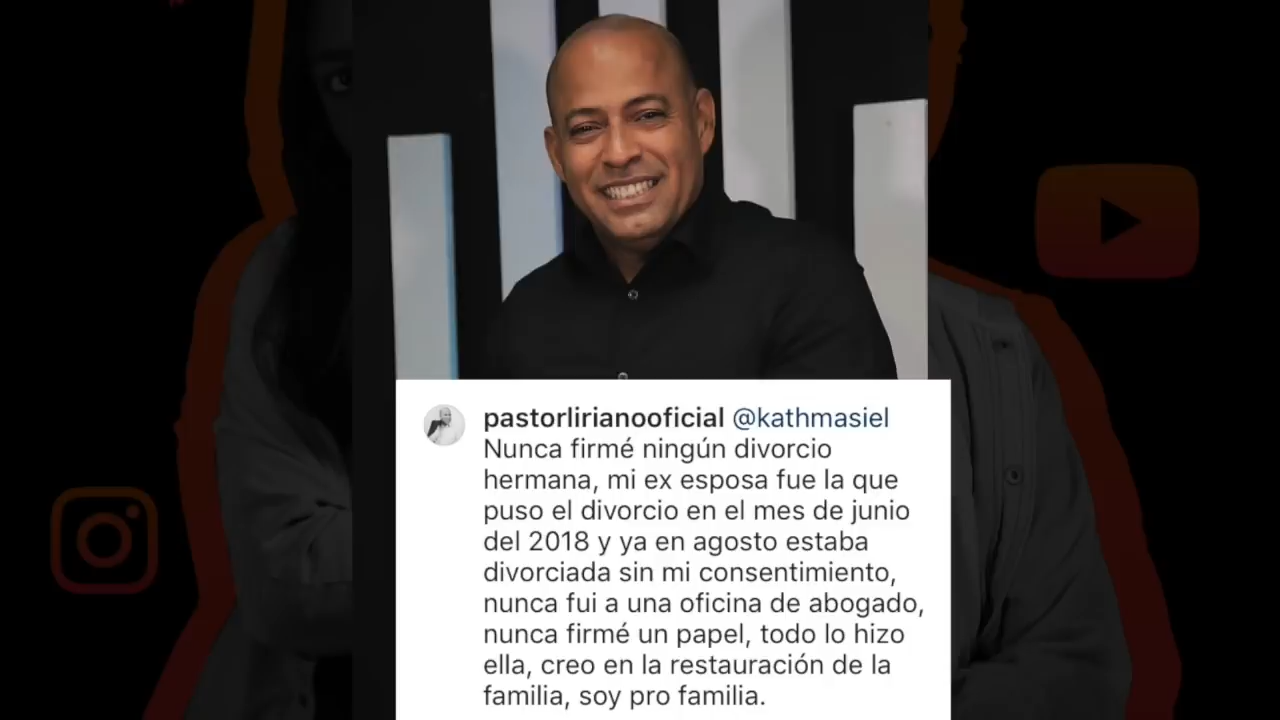 pastorlirianooficial @kathmasiel
Nunca firmé ningún divorcio
hermana, mi ex esposa fue la que
puso el divorcio en el mes de junio
del 2018 y ya en agosto estaba
divorciada sin mi consentimiento,
nunca fui a una oficina de abogado,
nunca firmé un papel, todo lo hizo
ella, creo en la restauración de la
familia, soy pro familia.